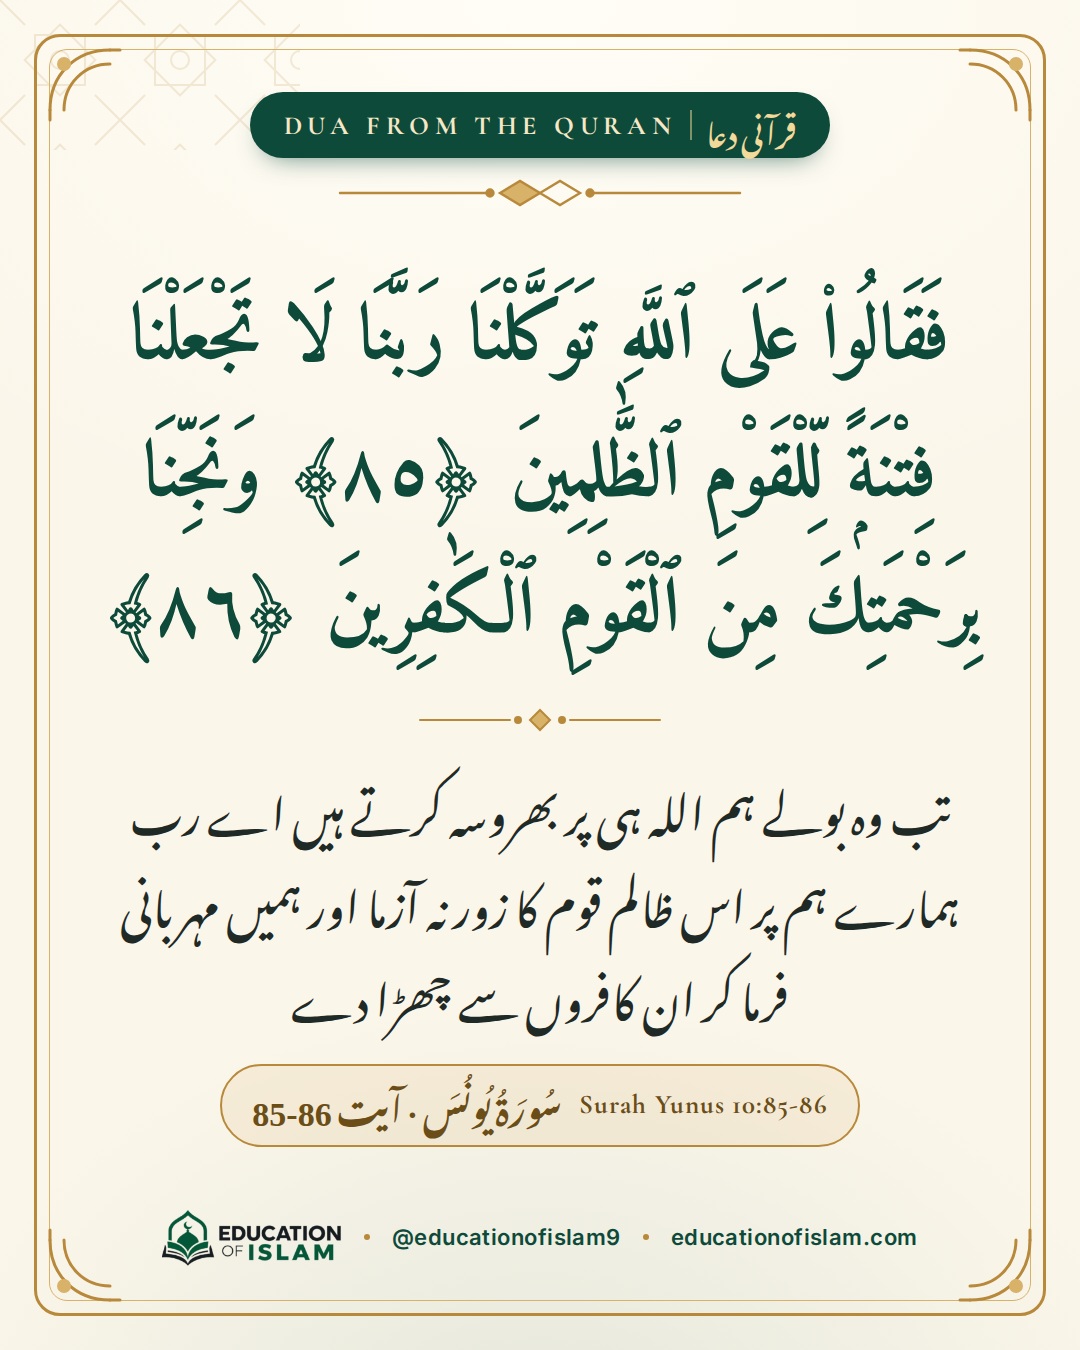 DUA FROM THE QURAN | قرآنی دعا
فَقَالُوا۟ عَلَى ٱللَّهِ تَوَكَّلْنَا رَبَّنَا لَا تَجْعَلْنَا
فِتْنَةً لِّلْقَوْمِ ٱلظَّٰلِمِينَ ﴿٨٥﴾ وَنَجِّنَا
بِرَحْمَتِكَ مِنَ ٱلْقَوْمِ ٱلْكَٰفِرِينَ ﴿٨٦﴾
تب وہ بولے ہم اللہ ہی پر بھروسہ کرتے ہیں اے رب
ہمارے ہم پر اس ظالم قوم کا زور نہ آزما اور ہمیں مہربانی
فرما کر ان کافروں سے چھڑا دے
سُورَةُ يُونُسَ · آیت 85-86 Surah Yunus 10:85-86
EDUCATION OF ISLAM • @educationofislam9 • educationofislam.com